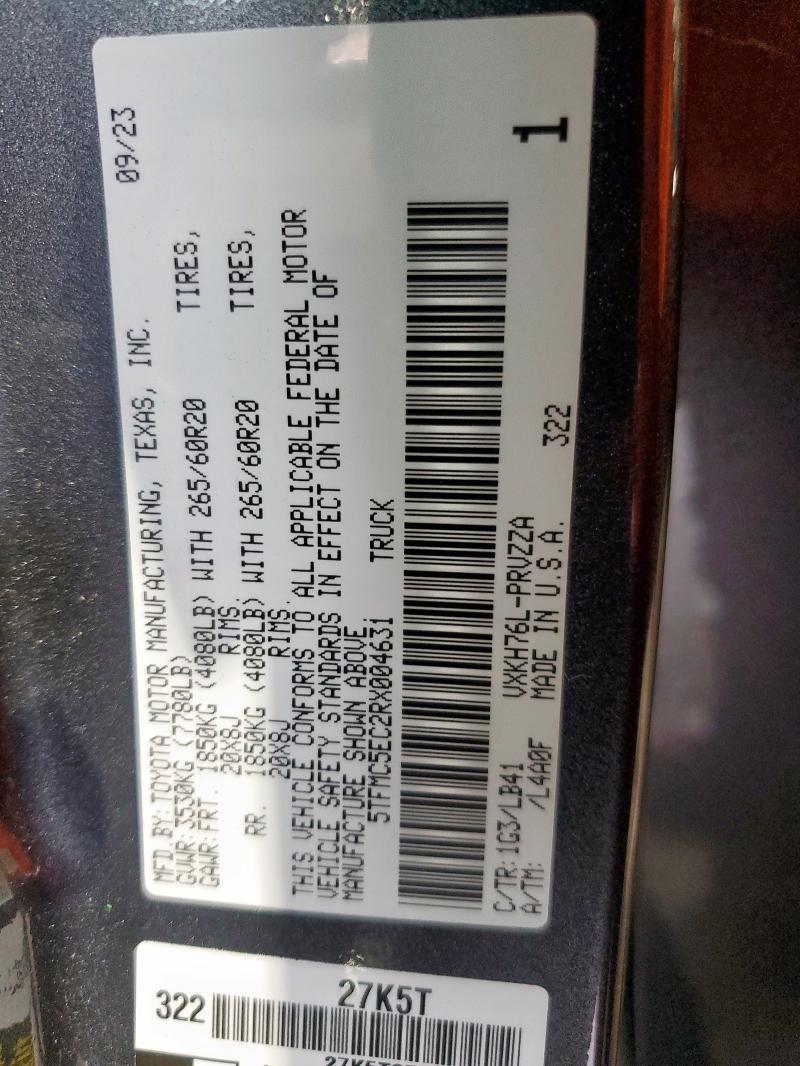 MFD.BY:TOYOTA MOTOR MANUFACTURING, TEXAS, INC. 09/23
GVWR:3530KG (7780LB)
GAWR:FRT. 1850KG (4080LB) WITH 265/60R20 TIRES,
20X8J RIMS.
RR. 1850KG (4080LB) WITH 265/60R20 TIRES,
20X8J RIMS.
THIS VEHICLE CONFORMS TO ALL APPLICABLE FEDERAL MOTOR
VEHICLE SAFETY STANDARDS IN EFFECT ON THE DATE OF
MANUFACTURE SHOWN ABOVE.
5TFMC5EC2RX004631 TRUCK
C/TR:1G3/LB41 VXKH76L-PRVZZA 1
A/TM: /L4A0F MADE IN U.S.A. 322
27K5T
322